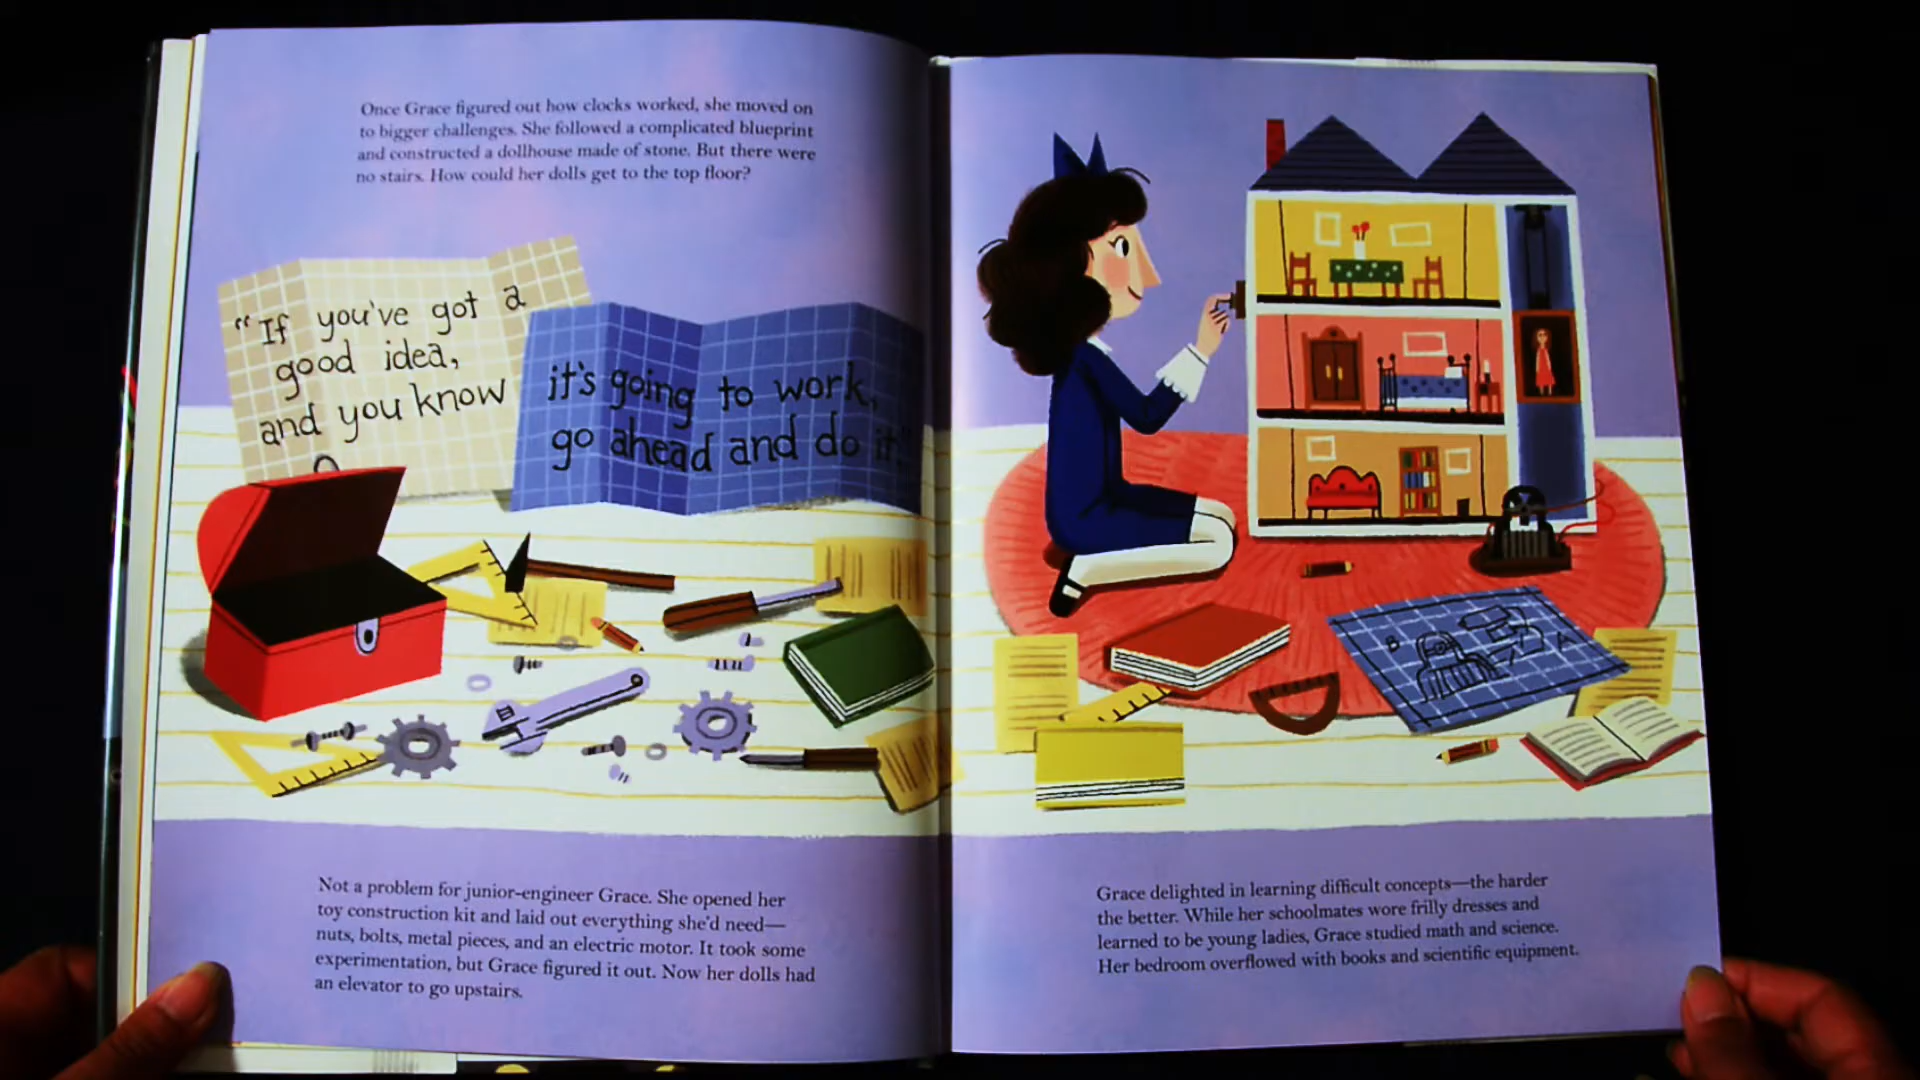 Once Grace figured out how clocks worked, she moved on
to bigger challenges. She followed a complicated blueprint
and constructed a dollhouse made of stone. But there were
no stairs. How could her dolls get to the top floor?
“If you've got a
good idea,
and you know
it's going to work,
go ahead and do it.”
Not a problem for junior-engineer Grace. She opened her
toy construction kit and laid out everything she'd need—
nuts, bolts, metal pieces, and an electric motor. It took some
experimentation, but Grace figured it out. Now her dolls had
an elevator to go upstairs.
B
A
Grace delighted in learning difficult concepts—the harder
the better. While her schoolmates wore frilly dresses and
learned to be young ladies, Grace studied math and science.
Her bedroom overflowed with books and scientific equipment.